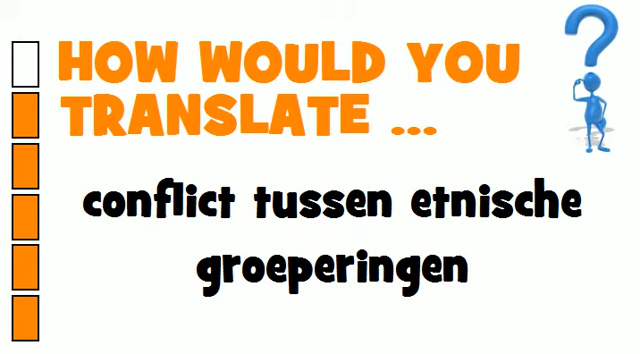 HOW WOULD YOU
TRANSLATE ...
conflict tussen etnische
groeperingen